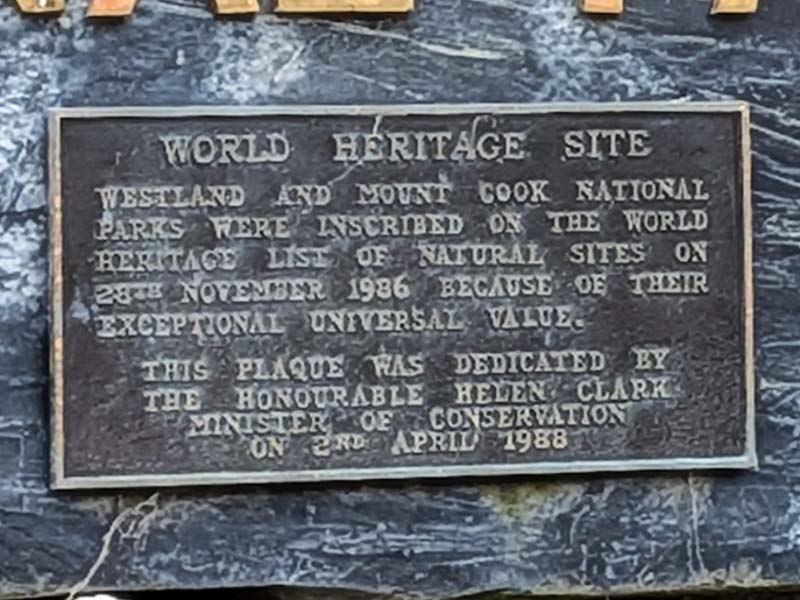 WORLD HERITAGE SITE
WESTLAND AND MOUNT COOK NATIONAL
PARKS WERE INSCRIBED ON THE WORLD
HERITAGE LIST OF NATURAL SITES ON
28TH NOVEMBER 1986 BECAUSE OF THEIR
EXCEPTIONAL UNIVERSAL VALUE.
THIS PLAQUE WAS DEDICATED BY
THE HONOURABLE HELEN CLARK
MINISTER OF CONSERVATION
ON 2ND APRIL 1988